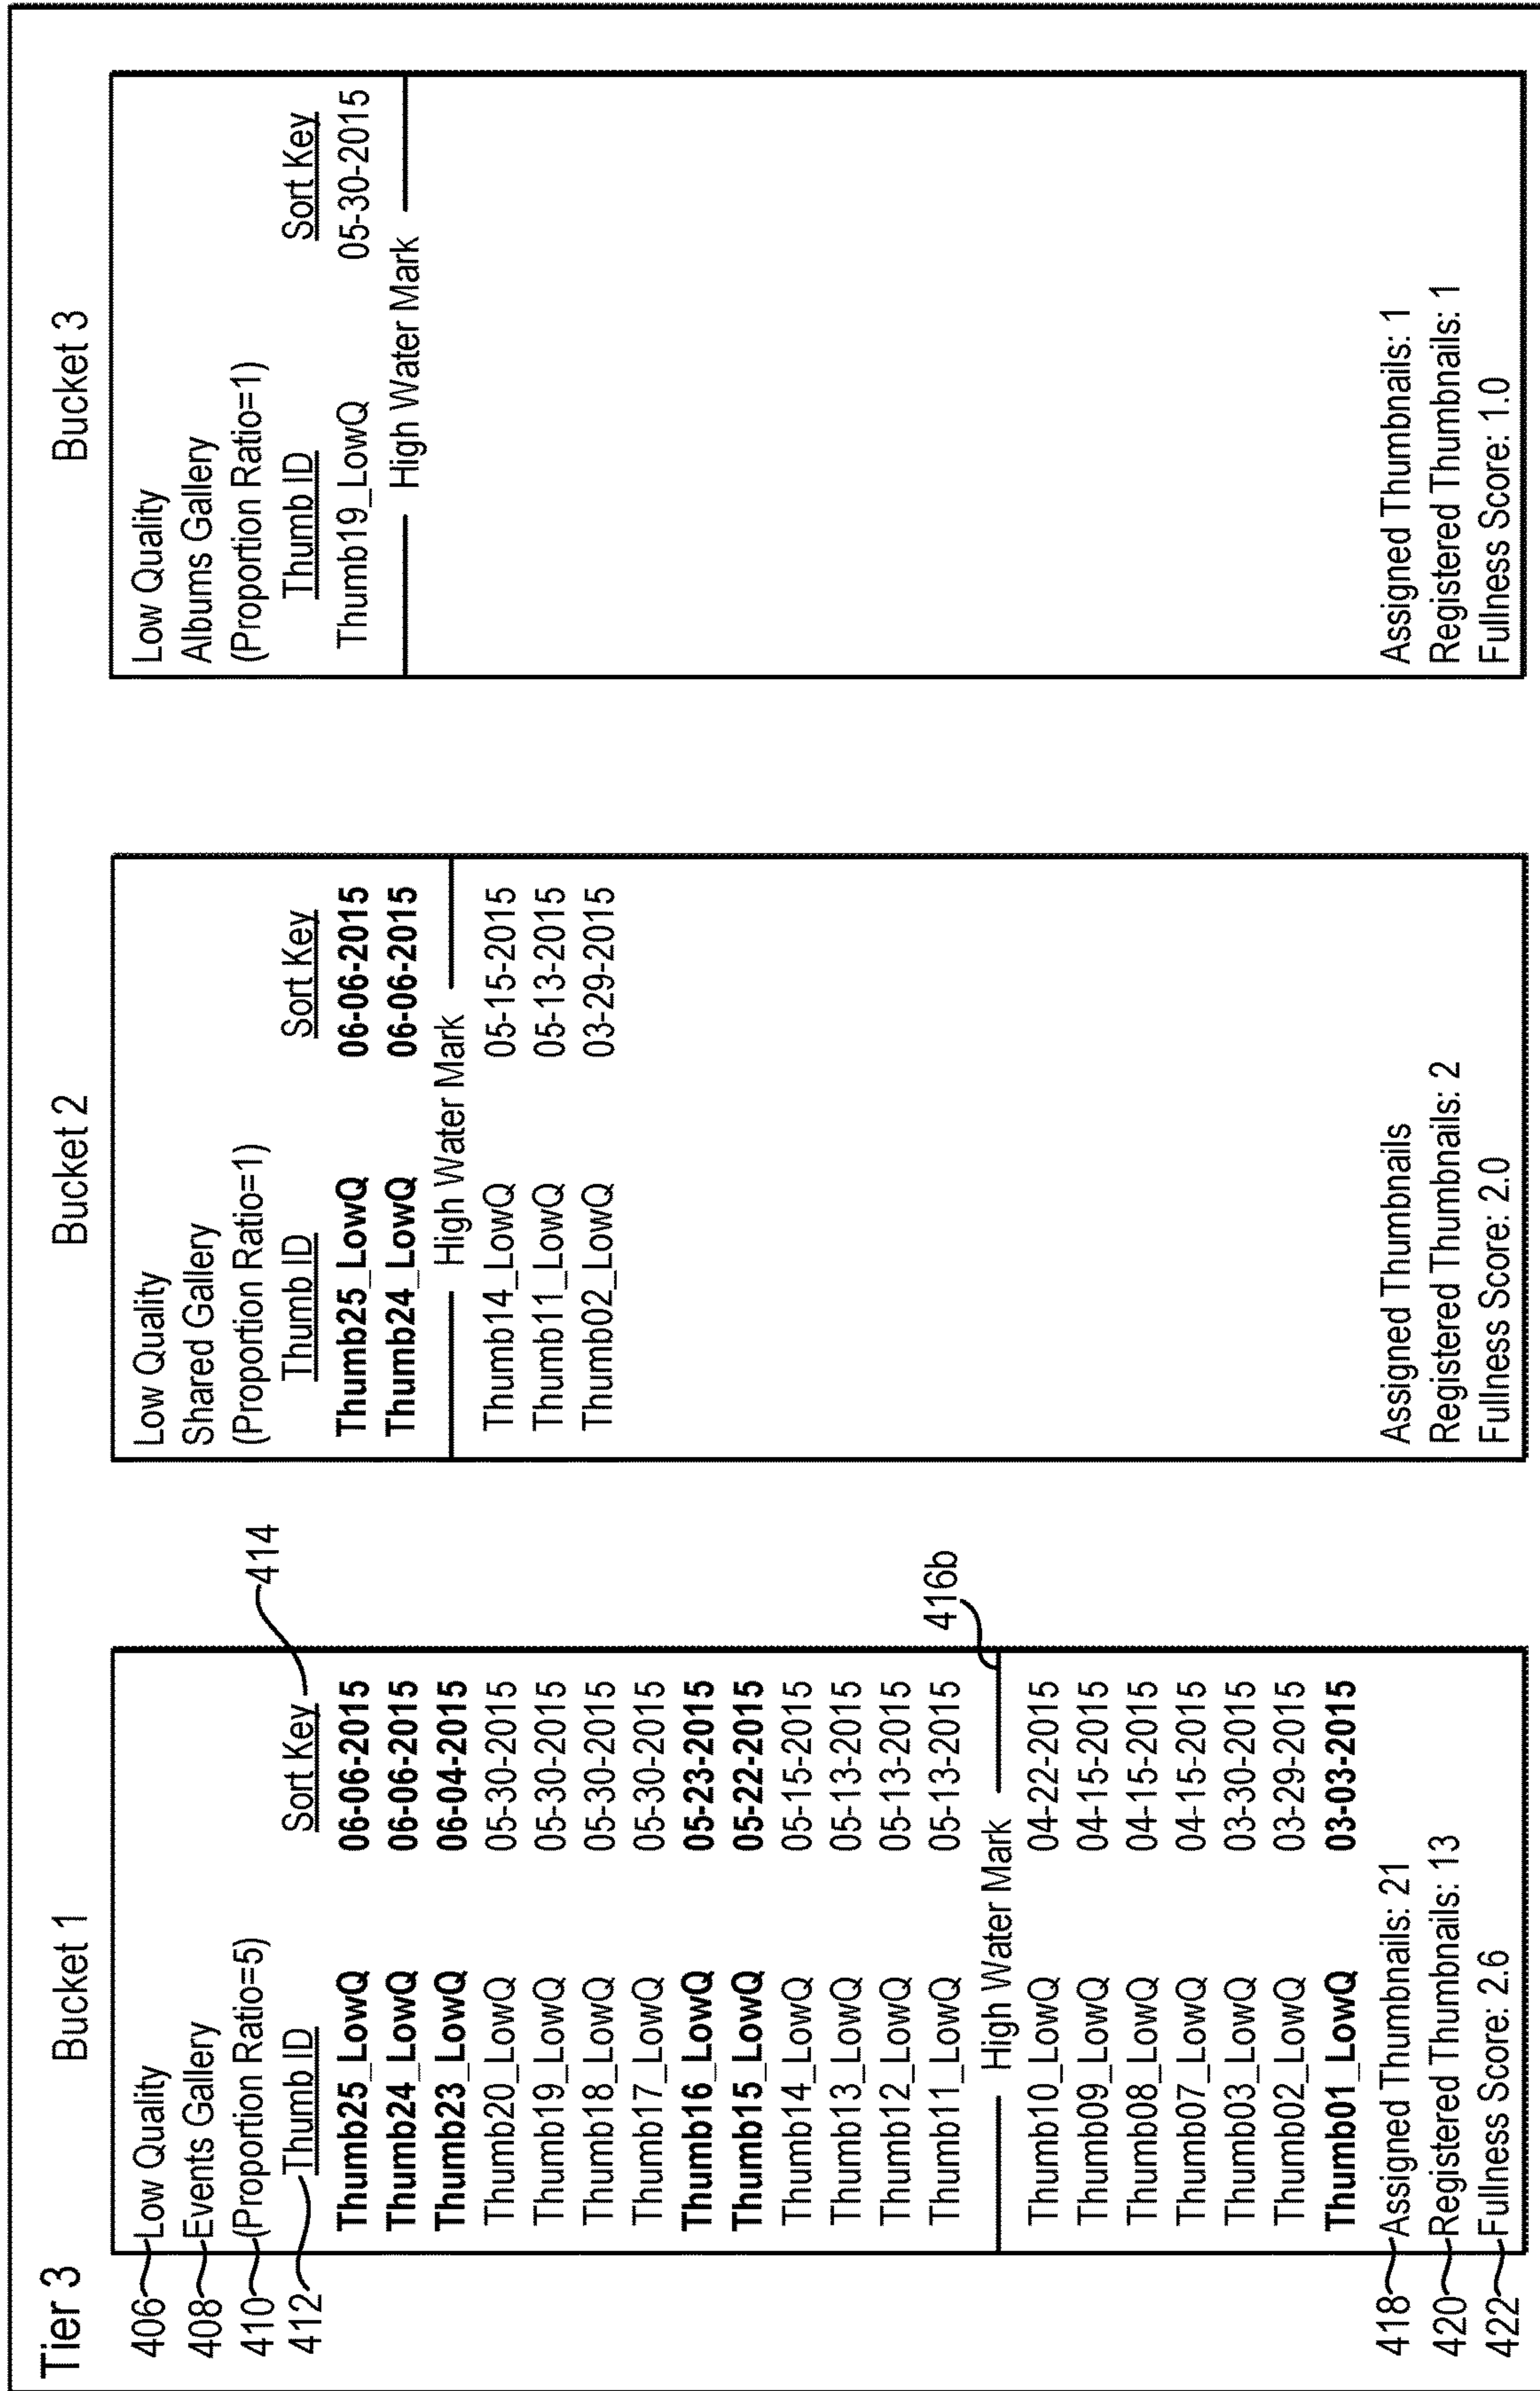 Tier 3
Bucket 1
406 Low Quality
408 Events Gallery
410 (Proportion Ratio=5)
412 Thumb ID Sort Key 414
Thumb25_LowQ 06-06-2015
Thumb24_LowQ 06-06-2015
Thumb23_LowQ 06-04-2015
Thumb20_LowQ 05-30-2015
Thumb19_LowQ 05-30-2015
Thumb18_LowQ 05-30-2015
Thumb17_LowQ 05-30-2015
Thumb16_LowQ 05-23-2015
Thumb15_LowQ 05-22-2015
Thumb14_LowQ 05-15-2015
Thumb13_LowQ 05-13-2015
Thumb12_LowQ 05-13-2015
Thumb11_LowQ 05-13-2015
High Water Mark 416b
Thumb10_LowQ 04-22-2015
Thumb09_LowQ 04-15-2015
Thumb08_LowQ 04-15-2015
Thumb07_LowQ 04-15-2015
Thumb03_LowQ 03-30-2015
Thumb02_LowQ 03-29-2015
Thumb01_LowQ 03-03-2015
418 Assigned Thumbnails: 21
420 Registered Thumbnails: 13
422 Fullness Score: 2.6
Bucket 2
Low Quality
Shared Gallery
(Proportion Ratio=1)
Thumb ID Sort Key
Thumb25_LowQ 06-06-2015
Thumb24_LowQ 06-06-2015
High Water Mark
Thumb14_LowQ 05-15-2015
Thumb11_LowQ 05-13-2015
Thumb02_LowQ 03-29-2015
Assigned Thumbnails
Registered Thumbnails: 2
Fullness Score: 2.0
Bucket 3
Low Quality
Albums Gallery
(Proportion Ratio=1)
Thumb ID Sort Key
Thumb19_LowQ 05-30-2015
High Water Mark
Assigned Thumbnails: 1
Registered Thumbnails: 1
Fullness Score: 1.0